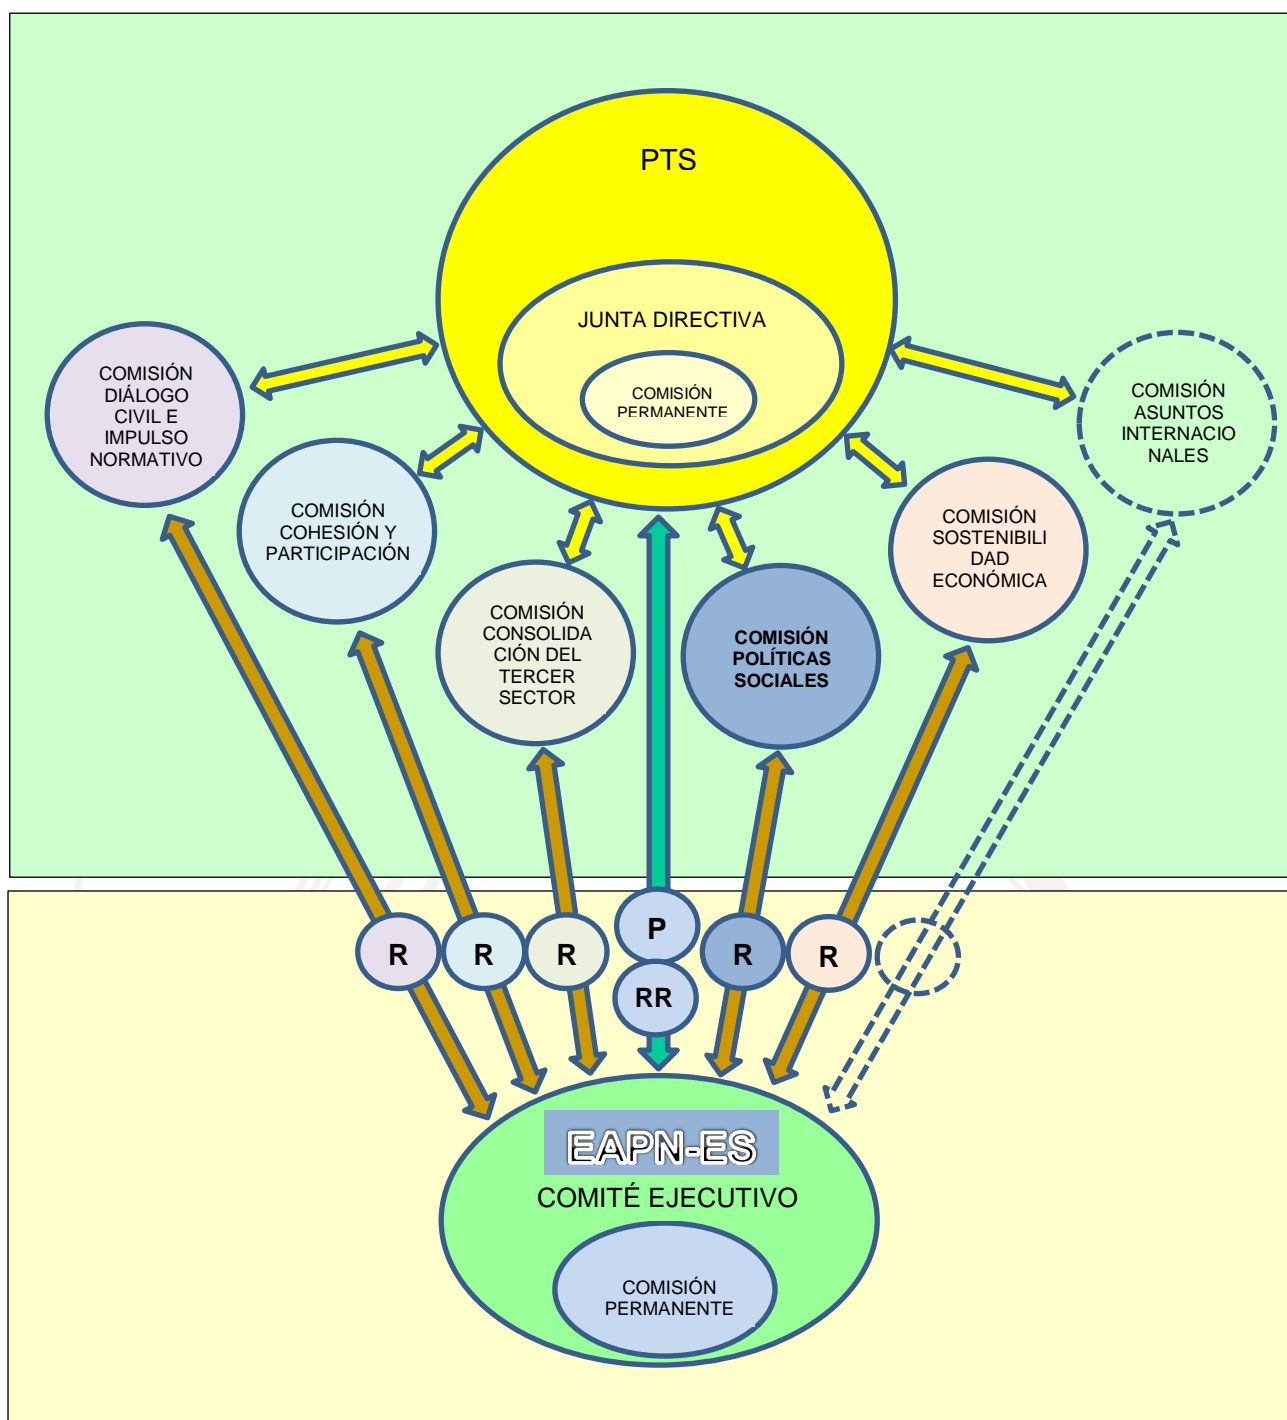 PTS
JUNTA DIRECTIVA
COMISIÓN
PERMANENTE
COMISIÓN
DIÁLOGO
CIVIL E
IMPULSO
NORMATIVO
COMISIÓN
COHESIÓN Y
PARTICIPACIÓN
COMISIÓN
CONSOLIDA
CIÓN DEL
TERCER
SECTOR
COMISIÓN
POLÍTICAS
SOCIALES
COMISIÓN
SOSTENIBILI
DAD
ECONÓMICA
COMISIÓN
ASUNTOS
INTERNACIO
NALES
R
R
R
P
RR
R
R
EAPN-ES
COMITÉ EJECUTIVO
COMISIÓN
PERMANENTE